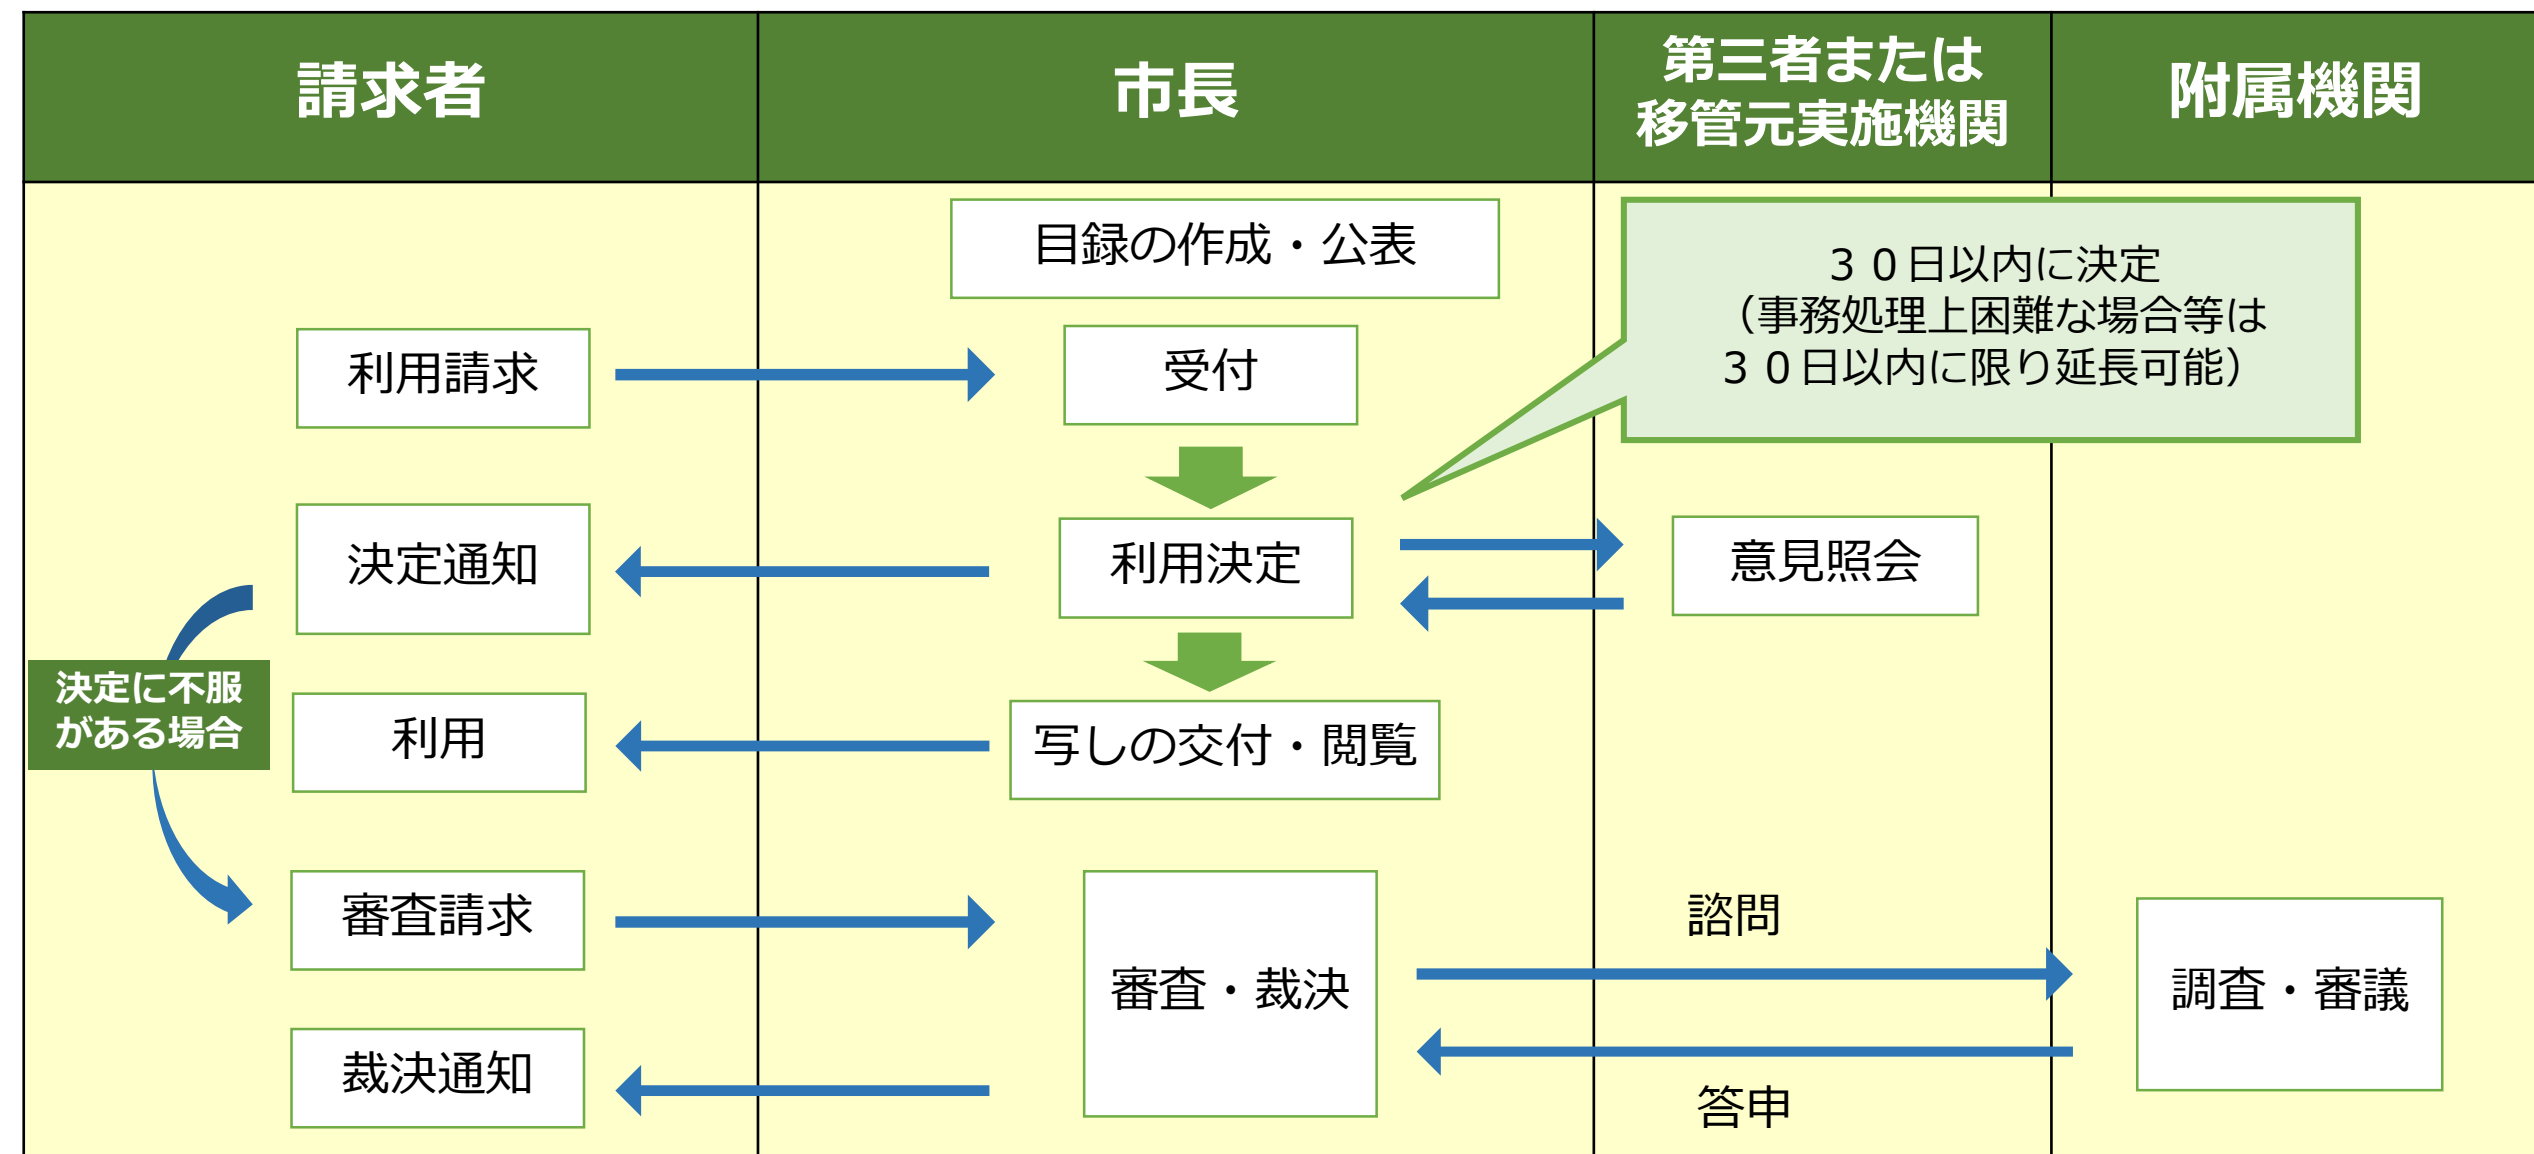 請求者
市長
第三者または
移管元実施機関
附属機関
目録の作成・公表
３０日以内に決定
（事務処理上困難な場合等は
３０日以内に限り延長可能）
利用請求
受付
決定通知
利用決定
意見照会
決定に不服
がある場合
利用
写しの交付・閲覧
審査請求
審査・裁決
諮問
調査・審議
裁決通知
答申